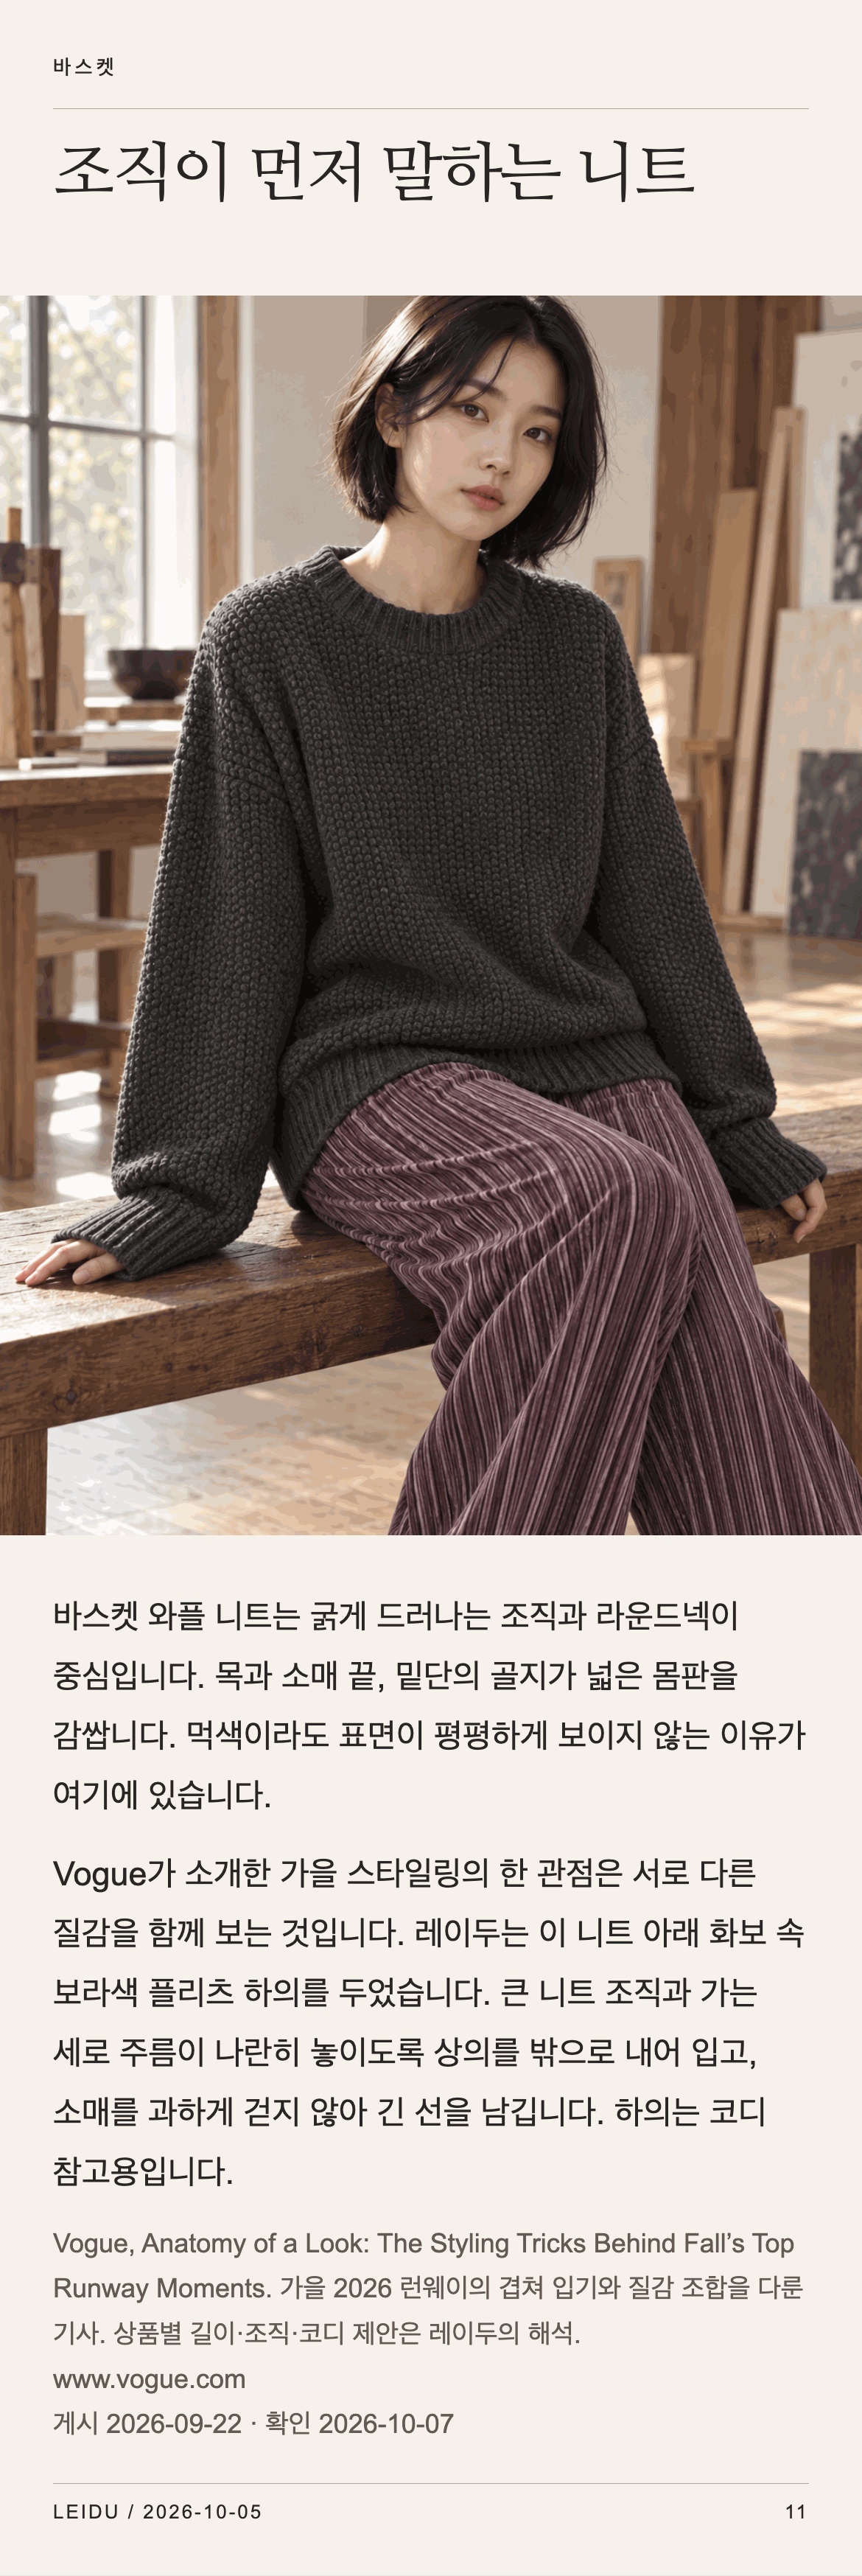 바스켓
조직이 먼저 말하는 니트
바스켓 와플 니트는 굵게 드러나는 조직과 라운드넥이
중심입니다. 목과 소매 끝, 밑단의 골지가 넓은 몸판을
감쌉니다. 먹색이라도 표면이 평평하게 보이지 않는 이유가
여기에 있습니다.
Vogue가 소개한 가을 스타일링의 한 관점은 서로 다른
질감을 함께 보는 것입니다. 레이두는 이 니트 아래 화보 속
보라색 플리츠 하의를 두었습니다. 큰 니트 조직과 가는
세로 주름이 나란히 놓이도록 상의를 밖으로 내어 입고,
소매를 과하게 걷지 않아 긴 선을 남깁니다. 하의는 코디
참고용입니다.
Vogue, Anatomy of a Look: The Styling Tricks Behind Fall’s Top
Runway Moments. 가을 2026 런웨이의 겹쳐 입기와 질감 조합을 다룬
기사. 상품별 길이·조직·코디 제안은 레이두의 해석.
www.vogue.com
게시 2026-09-22 · 확인 2026-10-07
LEIDU / 2026-10-05 11